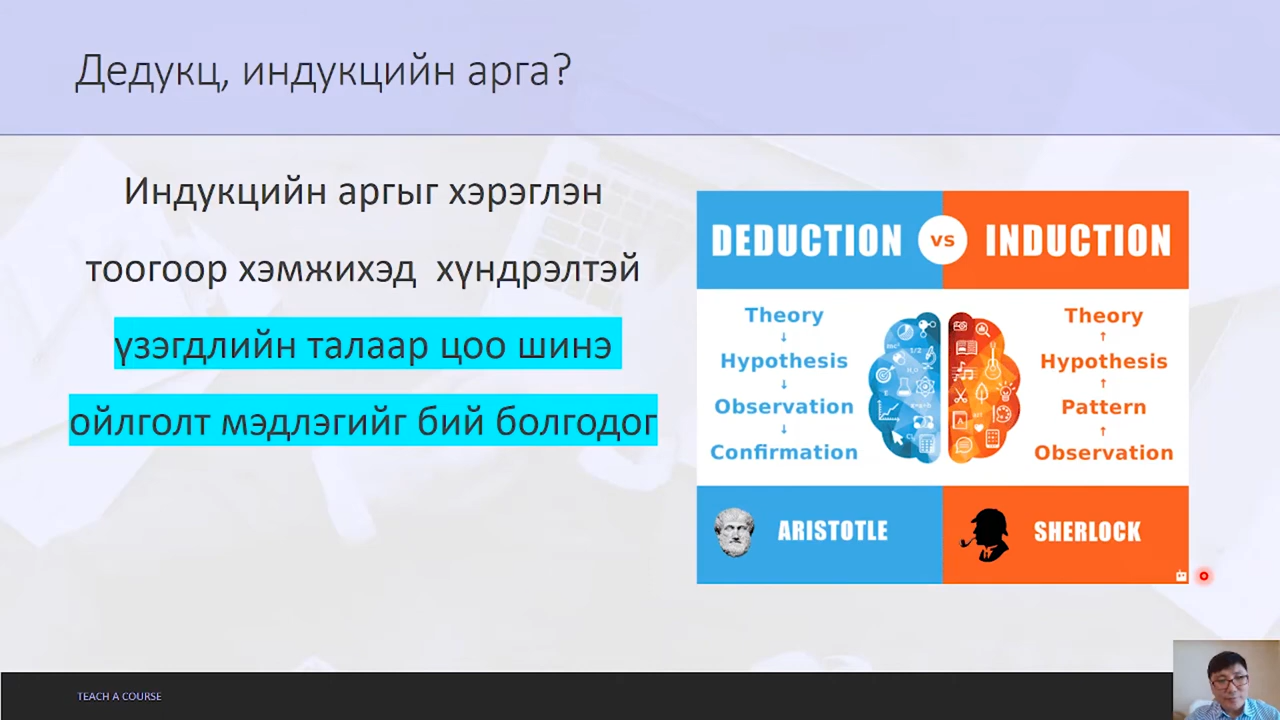 Дедукц, индукцийн арга?
Индукцийн аргыг хэрэглэн
тоогоор хэмжихэд хүндрэлтэй
үзэгдлийн талаар цоо шинэ
ойлголт мэдлэгийг бий болгодог
DEDUCTION vs INDUCTION
Theory
↓
Hypothesis
↓
Observation
↓
Confirmation
Theory
↑
Hypothesis
↑
Pattern
↑
Observation
ARISTOTLE
SHERLOCK
TEACH A COURSE